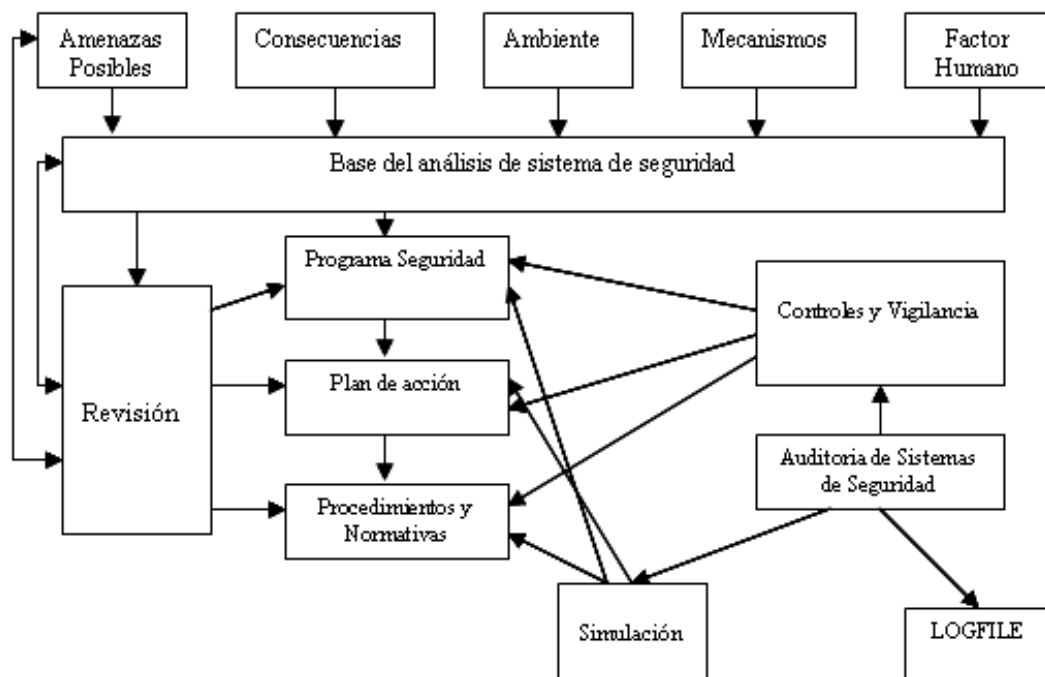 Amenazas
Posibles
Consecuencias
Ambiente
Mecanismos
Factor
Humano
Base del análisis de sistema de seguridad
Programa Seguridad
Controles y Vigilancia
Plan de acción
Revisión
Auditoria de Sistemas
de Seguridad
Procedimientos y
Normativas
Simulación
LOGFILE